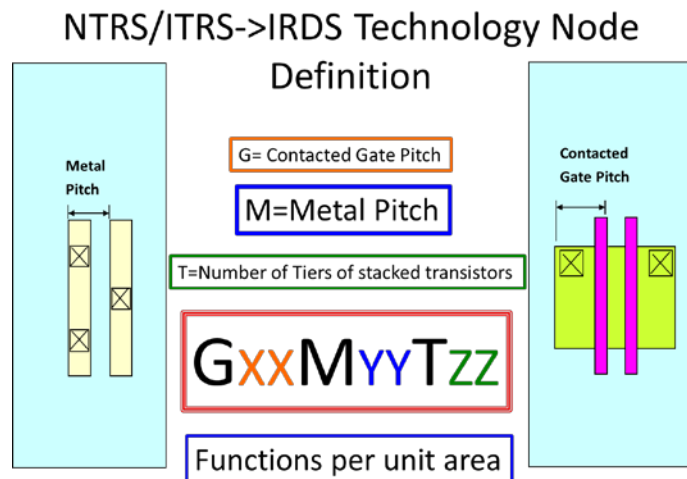 NTRS/ITRS->IRDS Technology Node
Definition
Metal
Pitch
G= Contacted Gate Pitch
M=Metal Pitch
T=Number of Tiers of stacked transistors
GXXMYYTZZ
Functions per unit area
Contacted
Gate Pitch